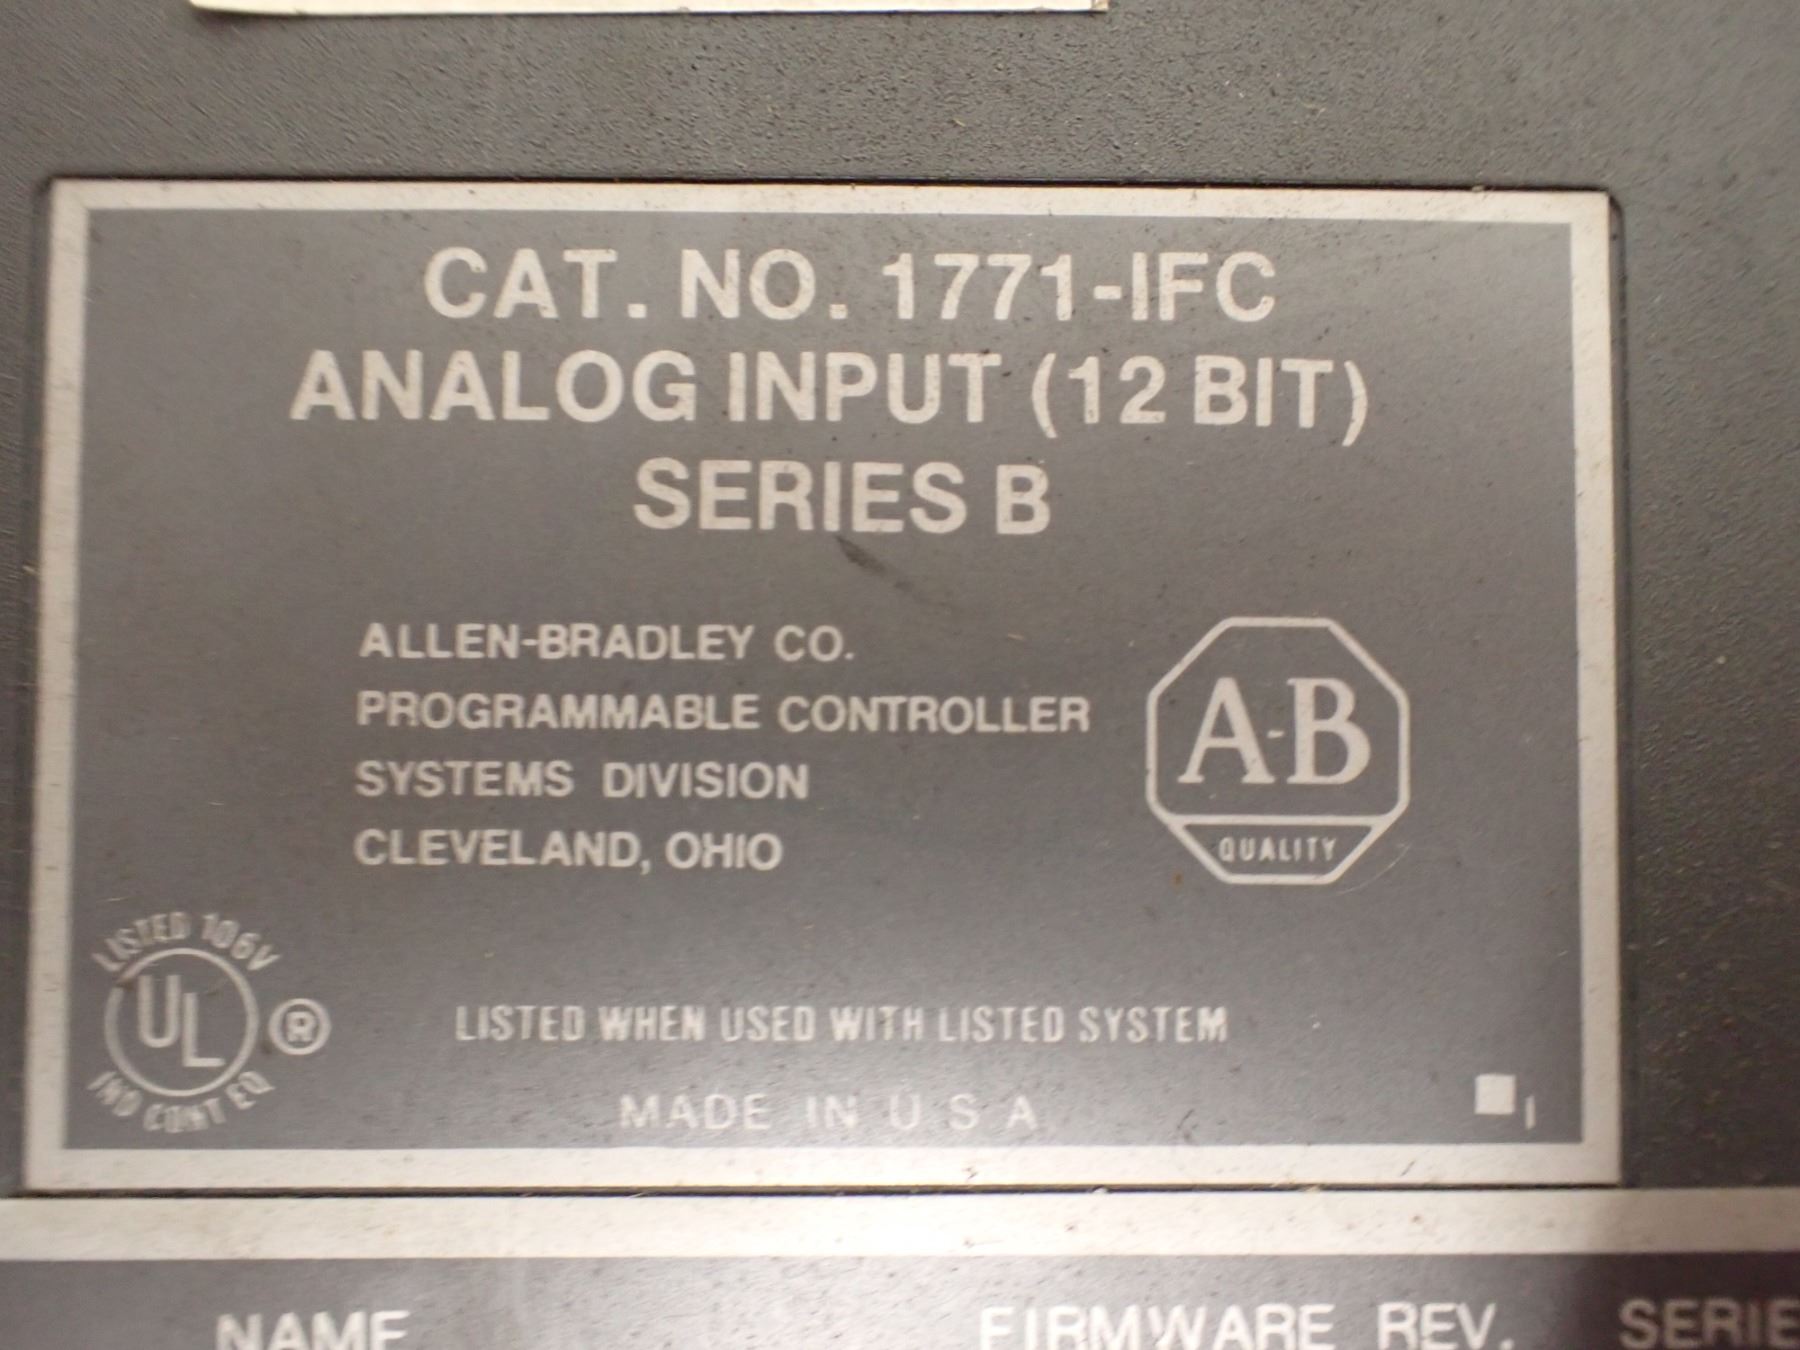 CAT. NO. 1771-IFC
ANALOG INPUT (12 BIT)
SERIES B
ALLEN-BRADLEY CO.
PROGRAMMABLE CONTROLLER
SYSTEMS DIVISION
CLEVELAND, OHIO
A-B
QUALITY
LISTED 106V
UL ®
IND CONT EQ
LISTED WHEN USED WITH LISTED SYSTEM
MADE IN U S A
NAME FIRMWARE REV. SERIE